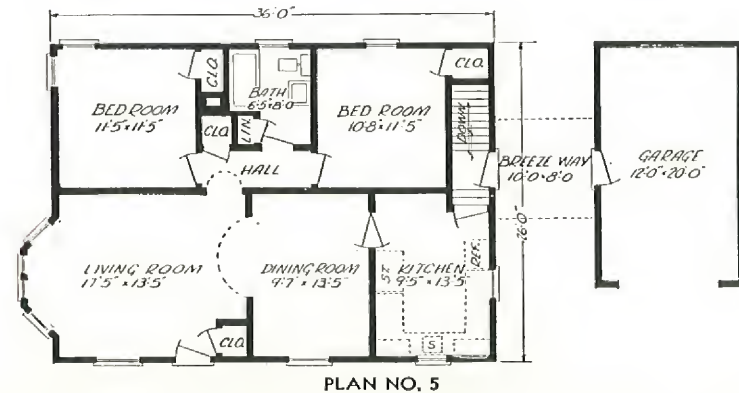 36'-0"
CLO.
BATH
6'-5"x8'-0"
CLO.
BED ROOM
11'-5"x11'-5"
BED ROOM
10'-8"x11'-5"
DOWN
CLO.
LIN.
HALL
BREEZE WAY
10'-0"x8'-0"
GARAGE
12'-0"x20'-0"
26'-0"
LIVING ROOM
17'-5"x13'-5"
DINING ROOM
9'-7"x13'-5"
KITCHEN
9'-5"x13'-5"
ST.
REF.
CLO.
S
PLAN NO. 5